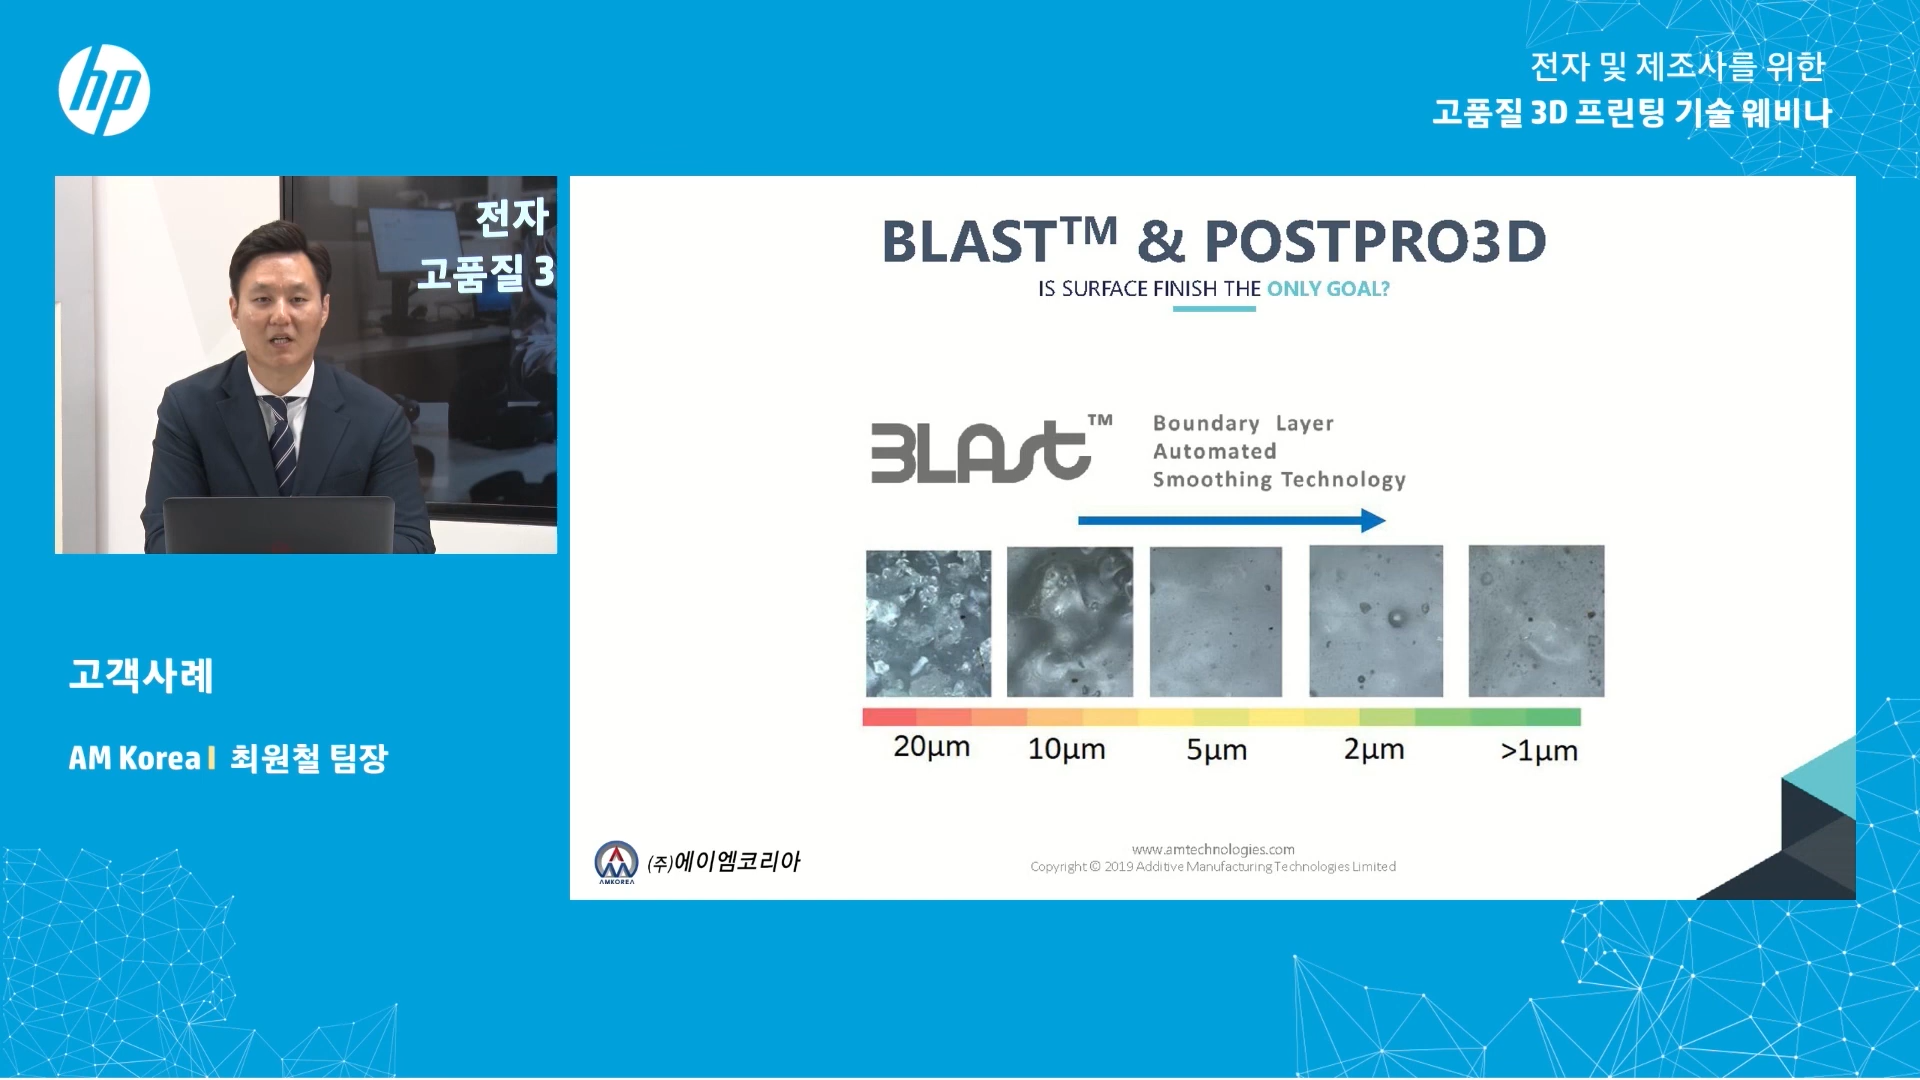 hp
전자 및 제조사를 위한
고품질 3D 프린팅 기술 웨비나
전자
고품질 3
고객사례
AM Korea I 최원철 팀장
BLAST™ & POSTPRO3D
IS SURFACE FINISH THE ONLY GOAL?
BLAST™
Boundary Layer
Automated
Smoothing Technology
20μm
10μm
5μm
2μm
>1μm
AMKOREA
(주)에이엠코리아
www.amtechnologies.com
Copyright © 2019 Additive Manufacturing Technologies Limited